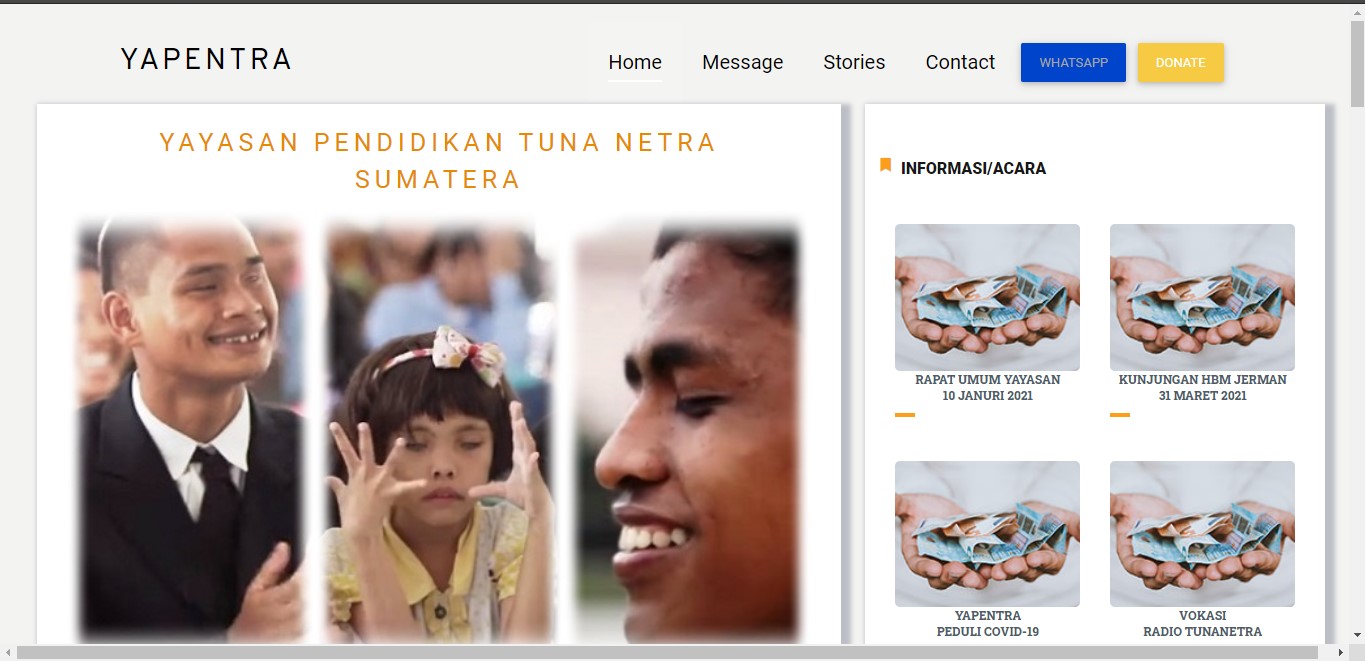 YAPENTRA
Home
Message
Stories
Contact
WHATSAPP
DONATE
YAYASAN PENDIDIKAN TUNA NETRA
SUMATERA
INFORMASI/ACARA
RAPAT UMUM YAYASAN
10 JANURI 2021
KUNJUNGAN HBM JERMAN
31 MARET 2021
YAPENTRA
PEDULI COVID-19
VOKASI
RADIO TUNANETRA